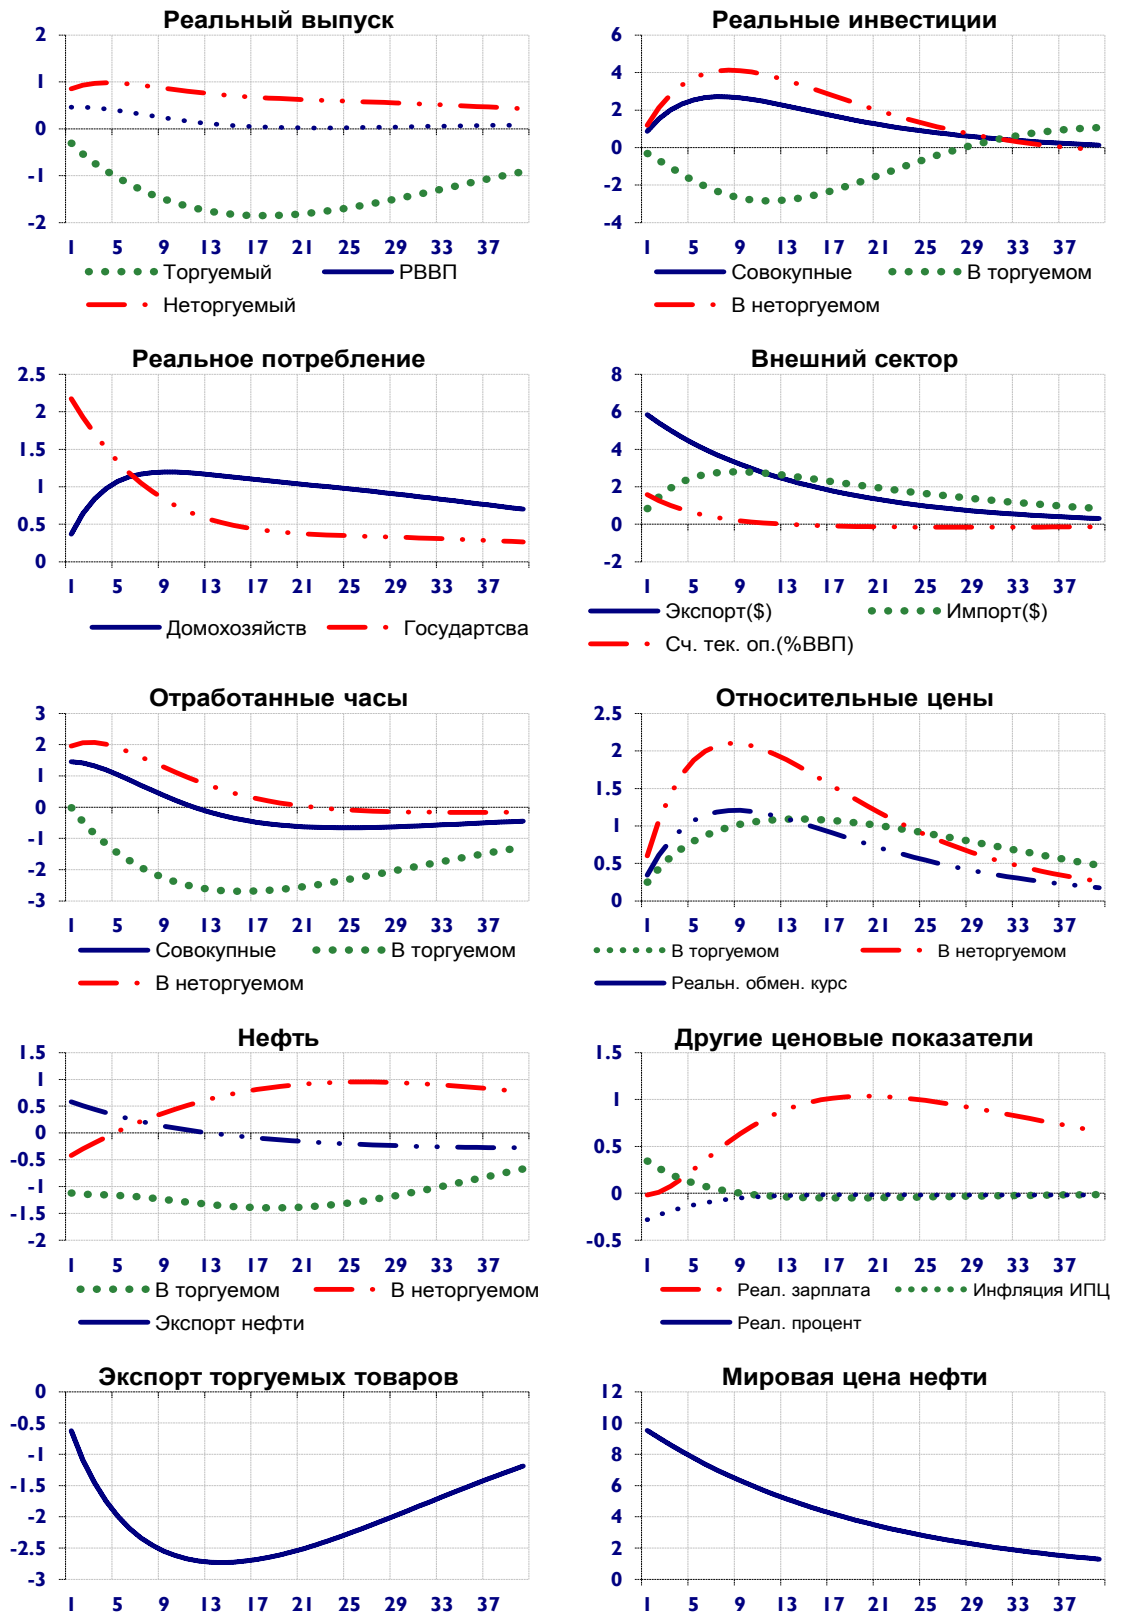 Реальный выпуск
2
1
0
-1
-2
1 5 9 13 17 21 25 29 33 37
Торгуемый РВВП
Неторгуемый
Реальные инвестиции
6
4
2
0
-2
-4
1 5 9 13 17 21 25 29 33 37
Совокупные В торгуемом
В неторгуемом
Реальное потребление
2.5
2
1.5
1
0.5
0
1 5 9 13 17 21 25 29 33 37
Домохозяйств Государтсва
Внешний сектор
8
6
4
2
0
-2
1 5 9 13 17 21 25 29 33 37
Экспорт($) Импорт($)
Сч. тек. оп.(%ВВП)
Отработанные часы
3
2
1
0
-1
-2
-3
1 5 9 13 17 21 25 29 33 37
Совокупные В торгуемом
В неторгуемом
Относительные цены
2.5
2
1.5
1
0.5
0
1 5 9 13 17 21 25 29 33 37
В торгуемом В неторгуемом
Реальн. обмен. курс
Нефть
1.5
1
0.5
0
-0.5
-1
-1.5
-2
1 5 9 13 17 21 25 29 33 37
В торгуемом В неторгуемом
Экспорт нефти
Другие ценовые показатели
1.5
1
0.5
0
-0.5
1 5 9 13 17 21 25 29 33 37
Реал. зарплата Инфляция ИПЦ
Реал. процент
Экспорт торгуемых товаров
0
-0.5
-1
-1.5
-2
-2.5
-3
1 5 9 13 17 21 25 29 33 37
Мировая цена нефти
12
10
8
6
4
2
0
1 5 9 13 17 21 25 29 33 37